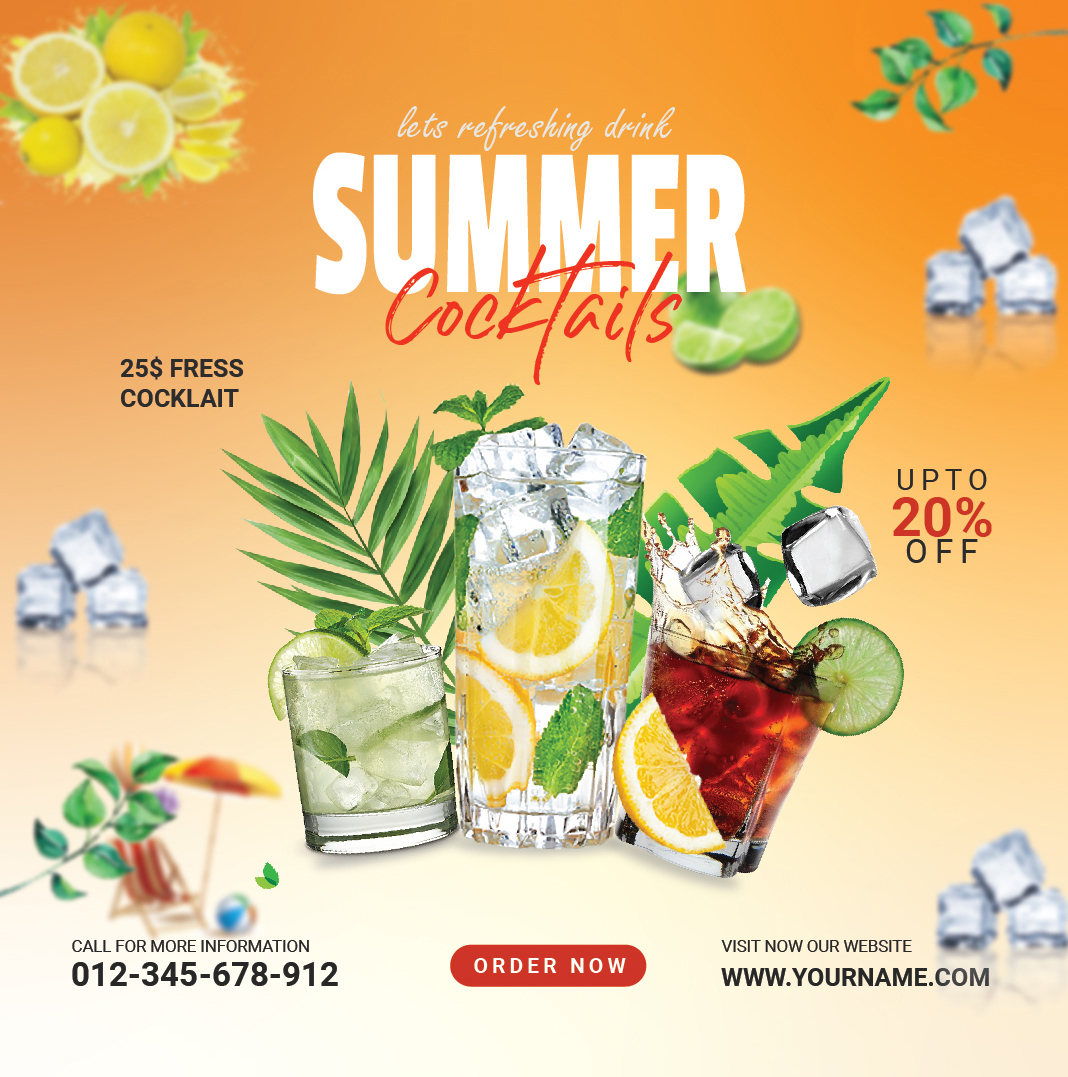 lets refreshing drink
SUMMER
Cocktails
25$ FRESS
COCKLAIT
UPTO
20%
OFF
CALL FOR MORE INFORMATION
012-345-678-912
ORDER NOW
VISIT NOW OUR WEBSITE
WWW.YOURNAME.COM